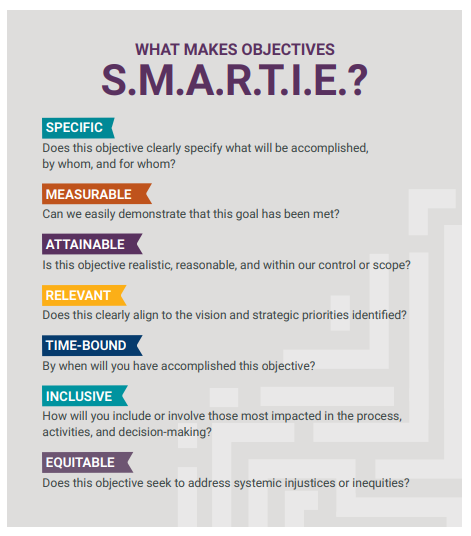 WHAT MAKES OBJECTIVES
S.M.A.R.T.I.E.?
SPECIFIC
Does this objective clearly specify what will be accomplished,
by whom, and for whom?
MEASURABLE
Can we easily demonstrate that this goal has been met?
ATTAINABLE
Is this objective realistic, reasonable, and within our control or scope?
RELEVANT
Does this clearly align to the vision and strategic priorities identified?
TIME-BOUND
By when will you have accomplished this objective?
INCLUSIVE
How will you include or involve those most impacted in the process,
activities, and decision-making?
EQUITABLE
Does this objective seek to address systemic injustices or inequities?